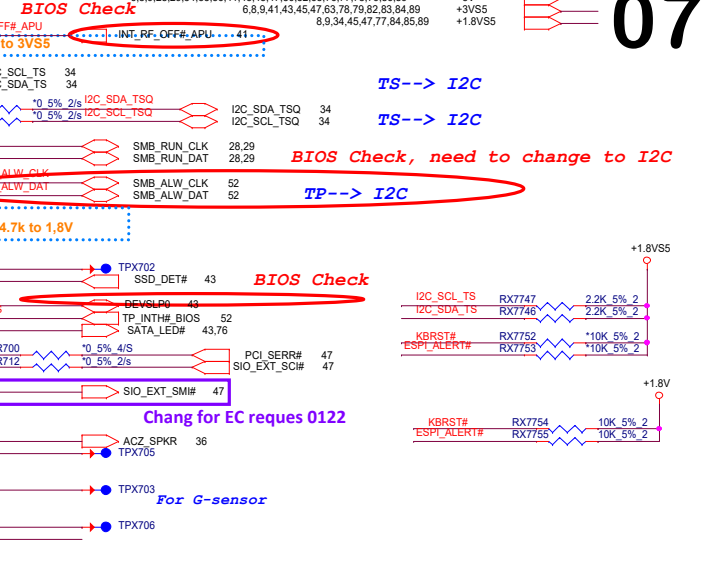 BIOS Check
6,8,9,41,43,45,47,63,78,79,82,83,84,89 +3VS5
8,9,34,45,47,77,84,85,89 +1.8VS5
07
INT_RF_OFF#_APU 41
to 3VS5
_SCL_TS 34
_SDA_TS 34
TS--> I2C
*0_5%_2/s I2C_SDA_TSQ I2C_SDA_TSQ 34
*0_5%_2/s I2C_SCL_TSQ I2C_SCL_TSQ 34
TS--> I2C
SMB_RUN_CLK 28,29
SMB_RUN_DAT 28,29
BIOS Check, need to change to I2C
ALW_CLK SMB_ALW_CLK 52
ALW_DAT SMB_ALW_DAT 52
TP--> I2C
4.7k to 1,8V
+1.8VS5
TPX702
SSD_DET# 43
BIOS Check
DEVSLP0 43
TP_INTH#_BIOS 52
SATA_LED# 43,76
I2C_SCL_TS RX7747 2.2K_5%_2
I2C_SDA_TS RX7746 2.2K_5%_2
KBRST# RX7752 *10K_5%_2
ESPI_ALERT# RX7753 *10K_5%_2
R700 *0_5%_4/S PCI_SERR# 47
R712 *0_5%_2/s SIO_EXT_SCI# 47
SIO_EXT_SMI# 47
Chang for EC reques 0122
+1.8V
KBRST# RX7754 10K_5%_2
ESPI_ALERT# RX7755 10K_5%_2
ACZ_SPKR 36
TPX705
TPX703
For G-sensor
TPX706